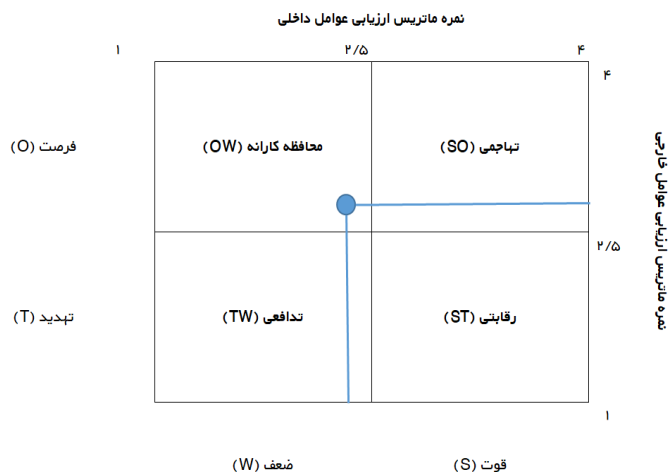 نمره ماتریس ارزیابی عوامل داخلی
۴
۲/۵
۱
۴
تهاجمی (SO)
محافظه کارانه (OW)
فرصت (O)
نمره ماتریس ارزیابی عوامل خارجی
۲/۵
رقابتی (ST)
تدافعی (TW)
تهدید (T)
۱
قوت (S)
ضعف (W)